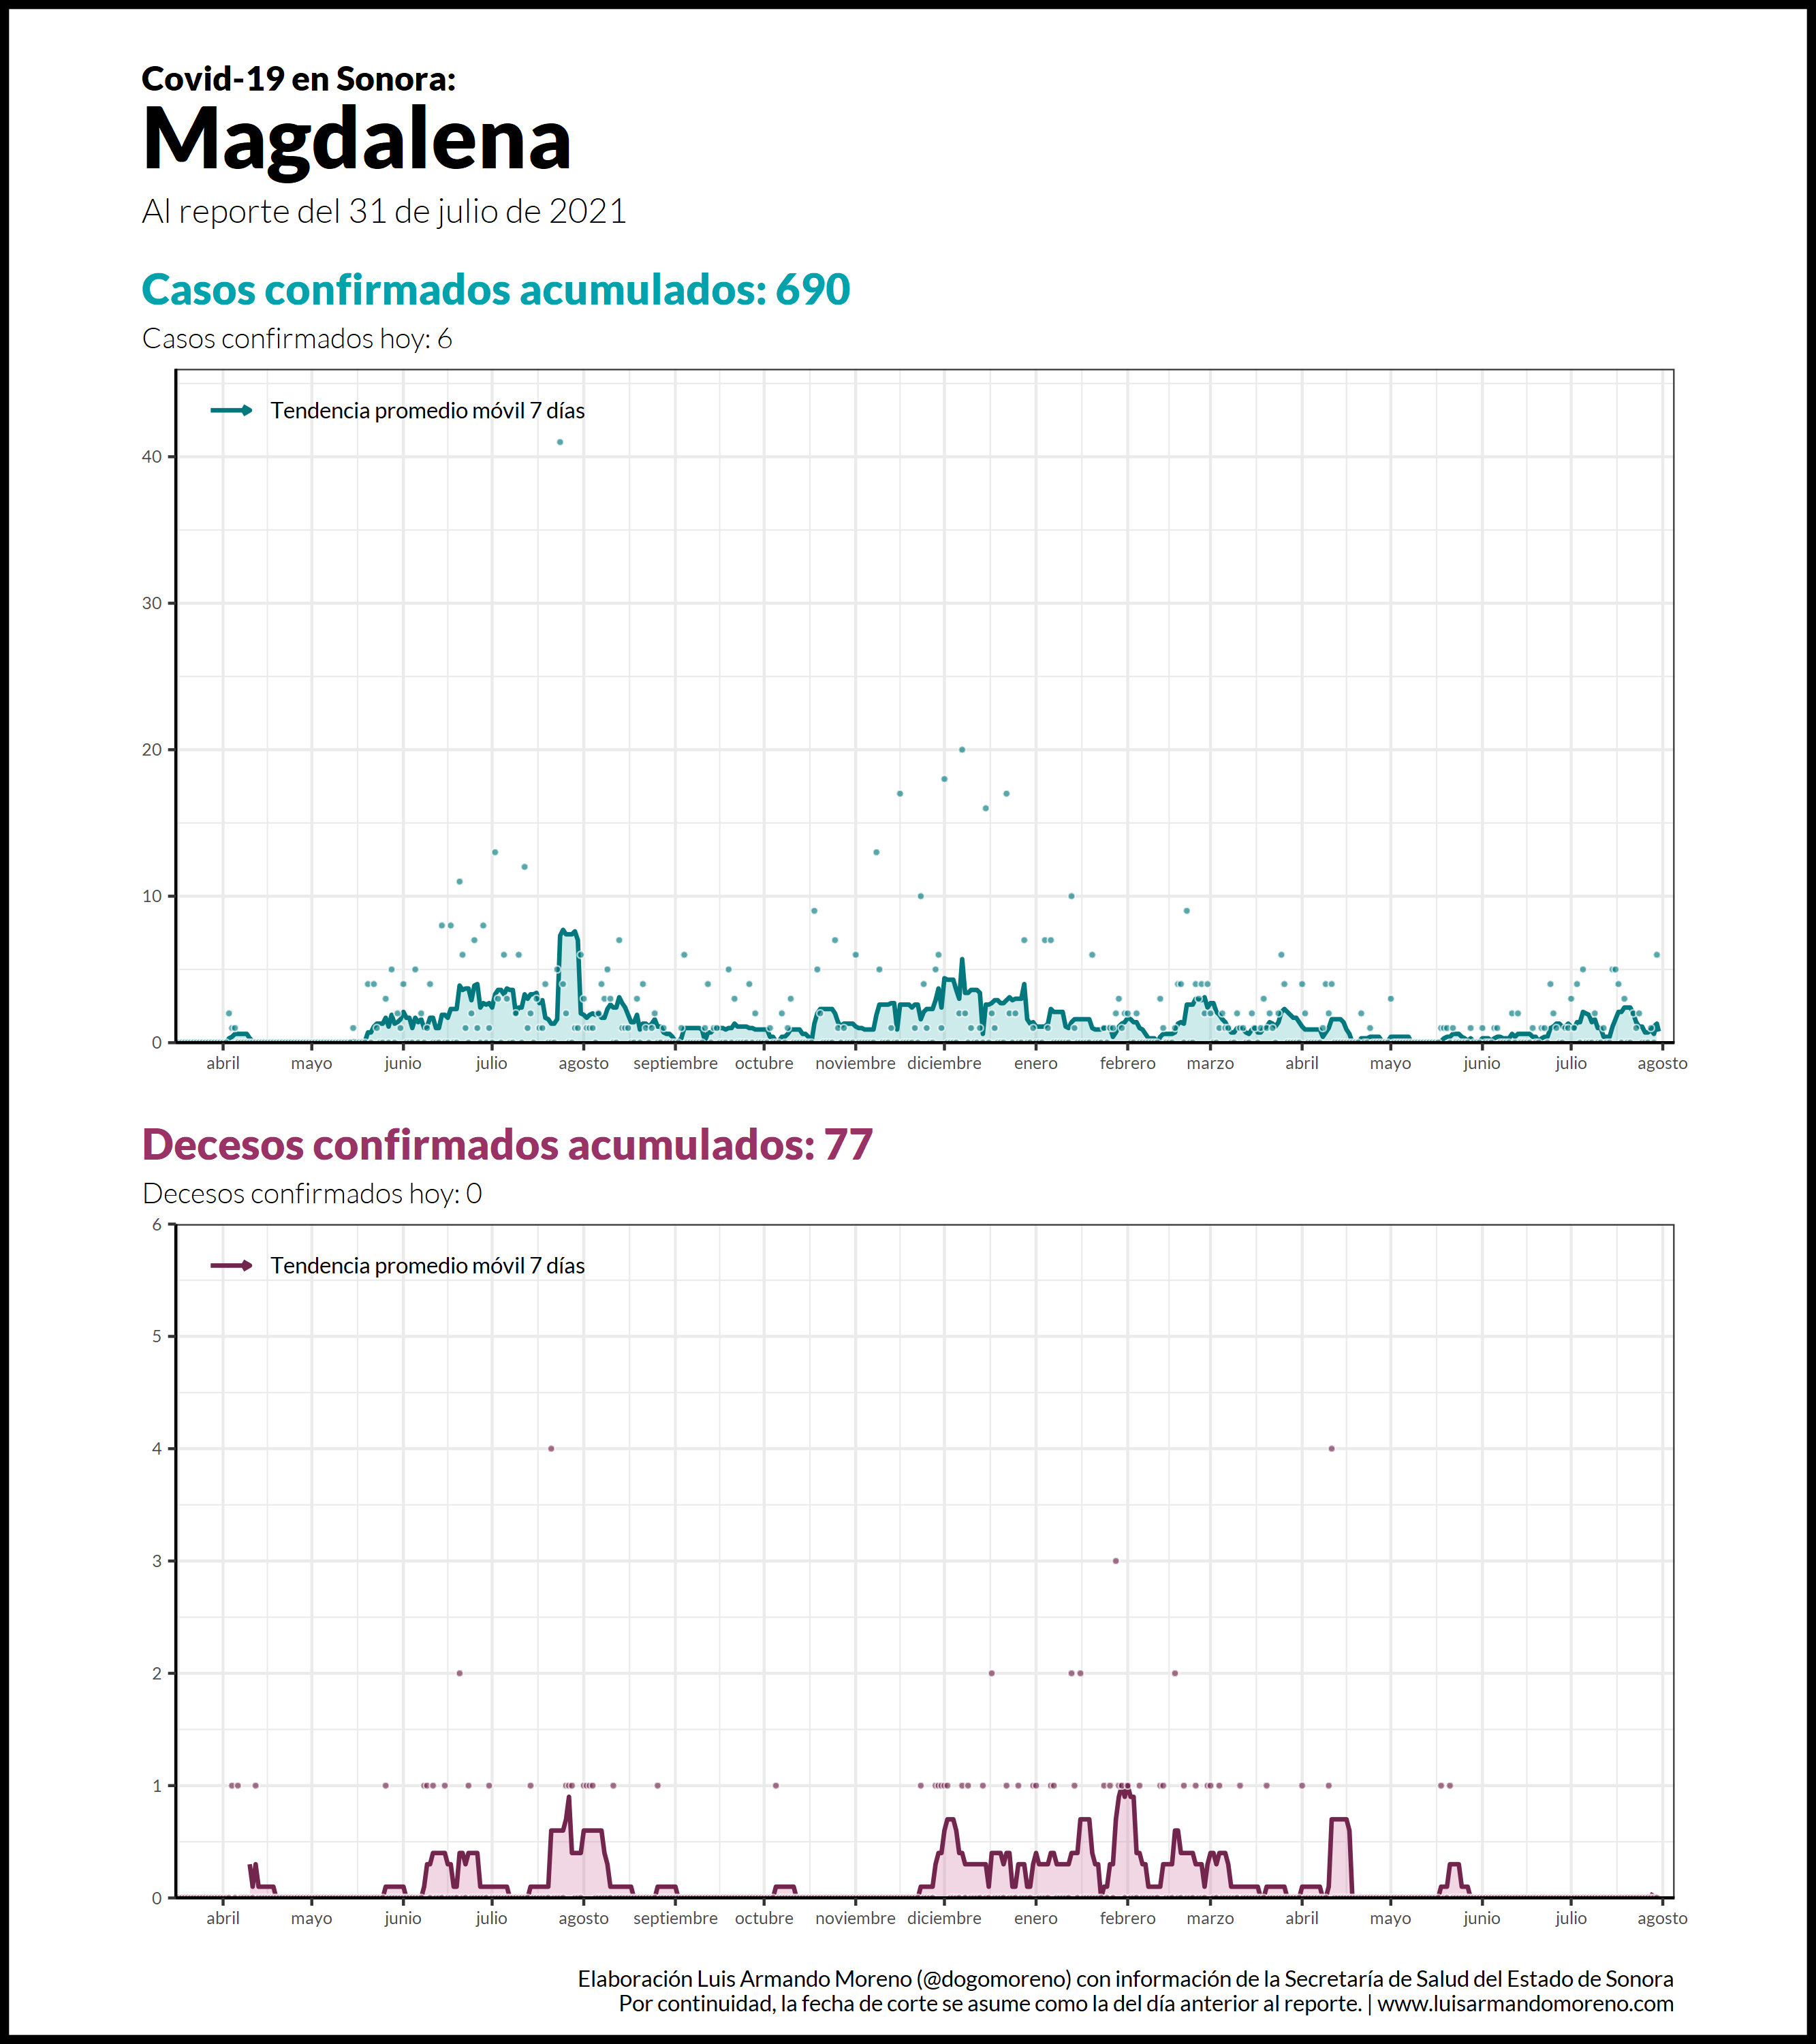 Covid-19 en Sonora:
Magdalena
Al reporte del 31 de julio de 2021
Casos confirmados acumulados: 690
Casos confirmados hoy: 6
Tendencia promedio móvil 7 días
40
30
20
10
0
abril mayo junio julio agosto septiembre octubre noviembre diciembre enero febrero marzo abril mayo junio julio agosto
Decesos confirmados acumulados: 77
Decesos confirmados hoy: 0
6
Tendencia promedio móvil 7 días
5
4
3
2
1
0
abril mayo junio julio agosto septiembre octubre noviembre diciembre enero febrero marzo abril mayo junio julio agosto
Elaboración Luis Armando Moreno (@dogomoreno) con información de la Secretaría de Salud del Estado de Sonora
Por continuidad, la fecha de corte se asume como la del día anterior al reporte. | www.luisarmandomoreno.com